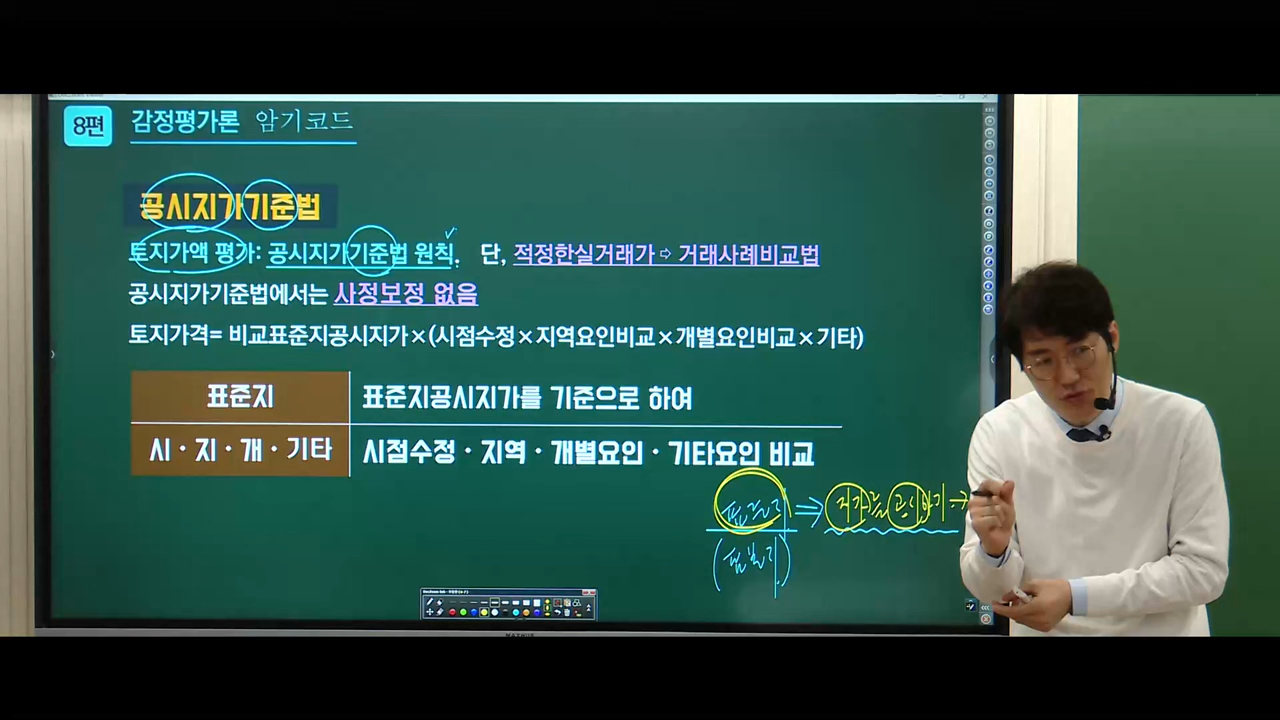 8편 감정평가론 암기코드
공시지가기준법
토지가액 평가: 공시지가기준법 원칙. 단, 적정한실거래가⇨거래사례비교법
공시지가기준법에서는 사정보정 없음
토지가격= 비교표준지공시지가×(시점수정×지역요인비교×개별요인비교×기타)
표준지 표준지공시지가를 기준으로 하여
시·지·개·기타 시점수정·지역·개별요인·기타요인 비교
표준지 ⇒